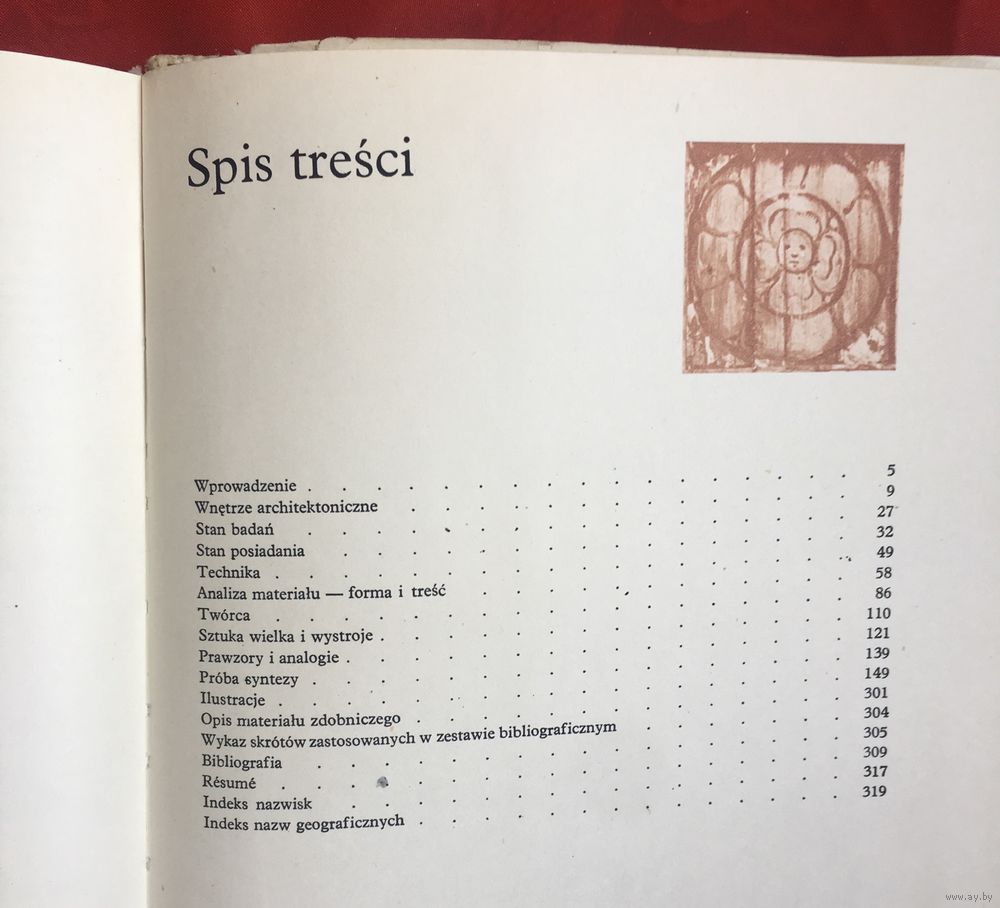 Spis treści
Wprowadzenie . . . . . . . . . . . . . . . . . 5
Wnętrze architektoniczne . . . . . . . . . . . . . . 9
Stan badań . . . . . . . . . . . . . . . . . 27
Stan posiadania . . . . . . . . . . . . . . . . 32
Technika . . . . . . . . . . . . . . . . . . 49
Analiza materiału — forma i treść . . . . . . . . . . . . 58
Twórca . . . . . . . . . . . . . . . . . . 86
Sztuka wielka i wystroje . . . . . . . . . . . . . . . 110
Prawzory i analogie . . . . . . . . . . . . . . . . 121
Próba syntezy . . . . . . . . . . . . . . . . . 139
Ilustracje . . . . . . . . . . . . . . . . . . 149
Opis materiału zdobniczego . . . . . . . . . . . . . . 301
Wykaz skrótów zastosowanych w zestawie bibliograficznym . . . . . . . 304
Bibliografia . . . . . . . . . . . . . . . . 305
Résumé . . . . . . . . . . . . . . . . . 309
Indeks nazwisk . . . . . . . . . . . . . . . 317
Indeks nazw geograficznych . . . . . . . . . . . . . 319
www.ay.by